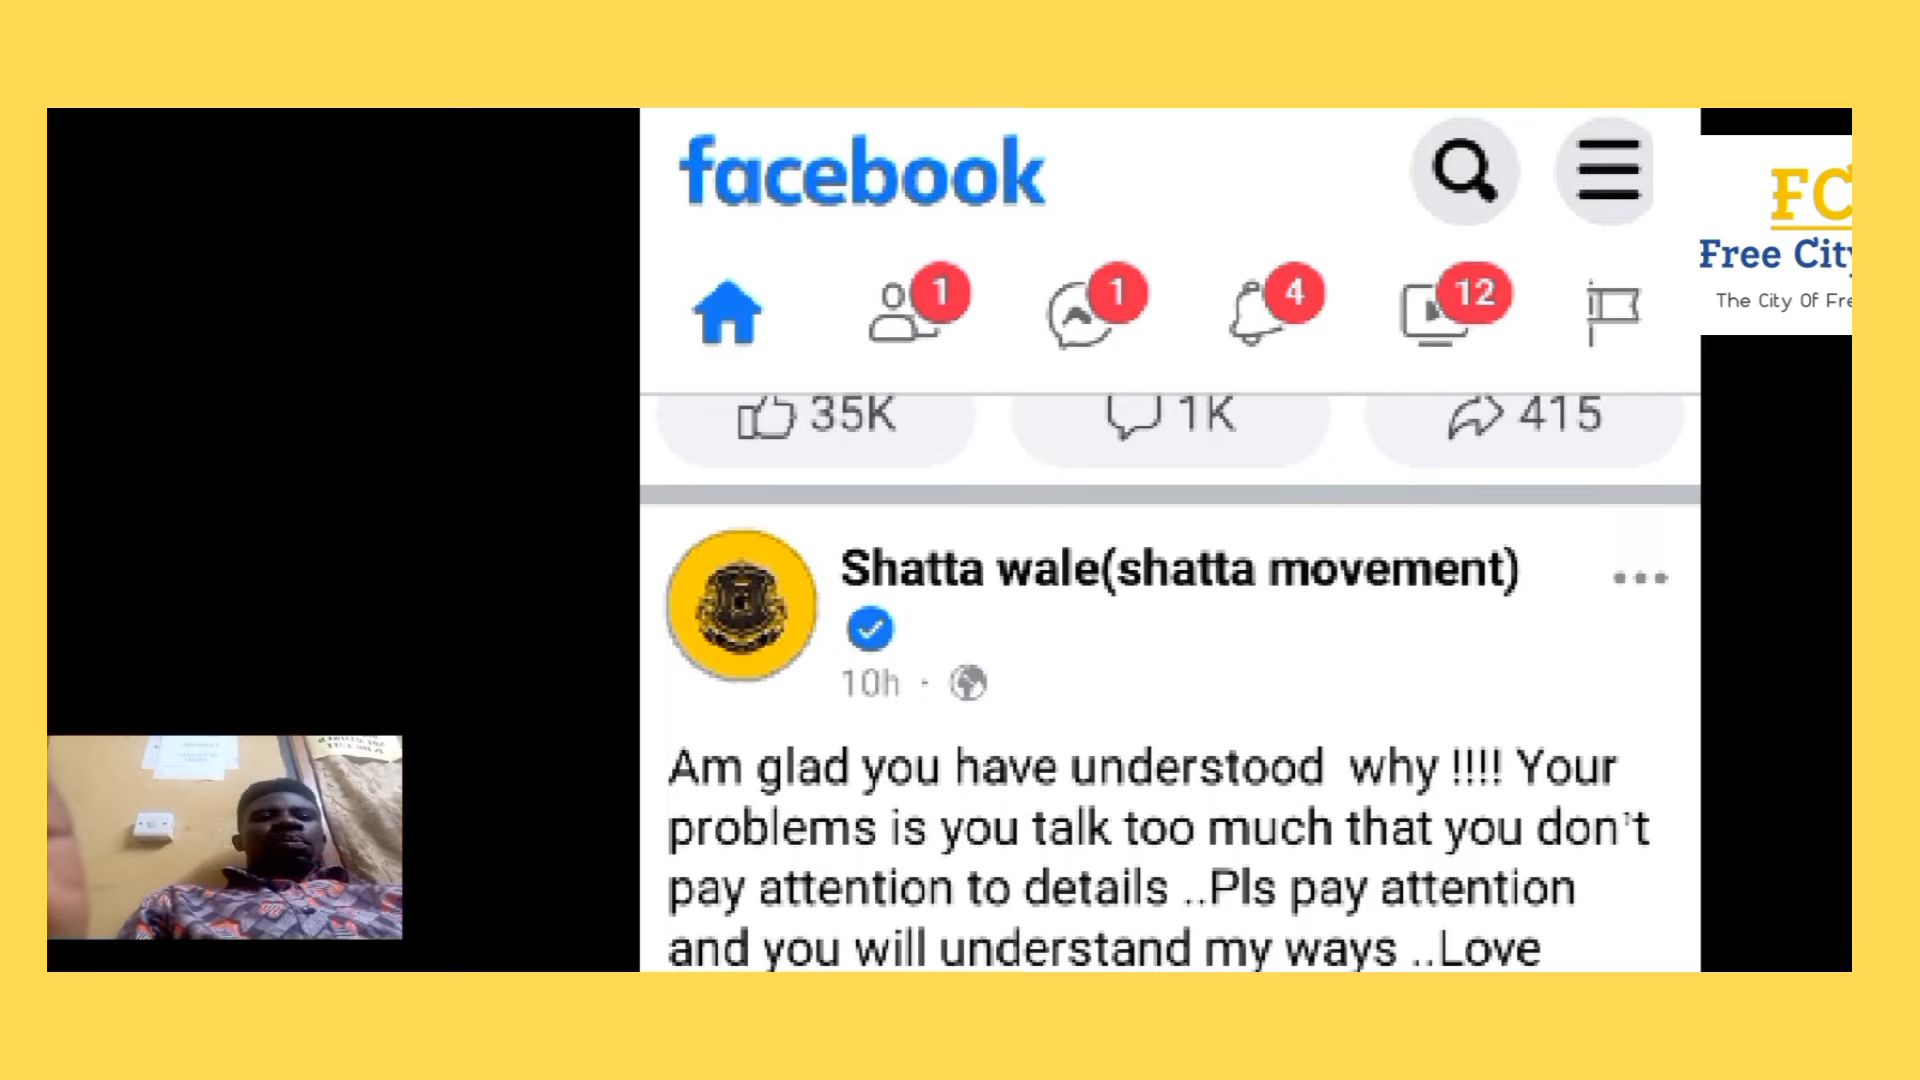 facebook
FC
Free City
The City Of Fre
1
1
4
12
35K
1K
415
Shatta wale(shatta movement)
10h
Am glad you have understood why !!!! Your
problems is you talk too much that you don't
pay attention to details ..Pls pay attention
and you will understand my ways ..Love